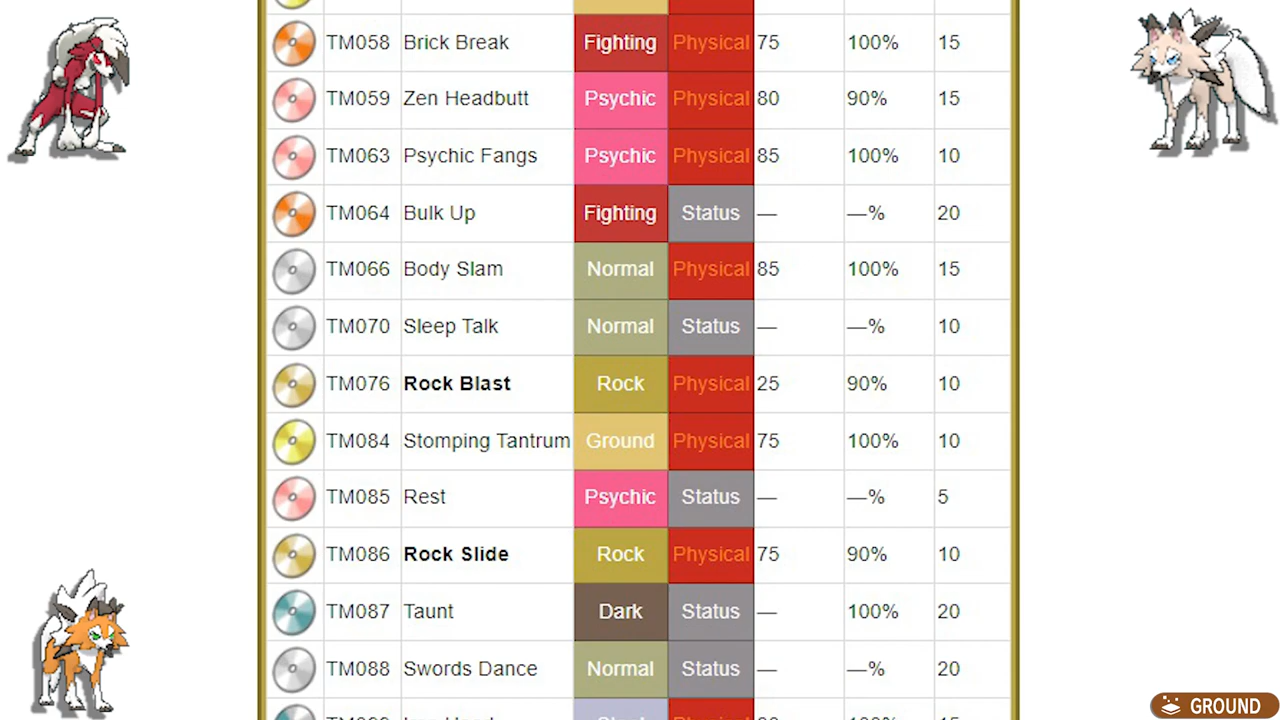 TM058 Brick Break Fighting Physical 75 100% 15
TM059 Zen Headbutt Psychic Physical 80 90% 15
TM063 Psychic Fangs Psychic Physical 85 100% 10
TM064 Bulk Up Fighting Status — —% 20
TM066 Body Slam Normal Physical 85 100% 15
TM070 Sleep Talk Normal Status — —% 10
TM076 Rock Blast Rock Physical 25 90% 10
TM084 Stomping Tantrum Ground Physical 75 100% 10
TM085 Rest Psychic Status — —% 5
TM086 Rock Slide Rock Physical 75 90% 10
TM087 Taunt Dark Status — 100% 20
TM088 Swords Dance Normal Status — —% 20
GROUND